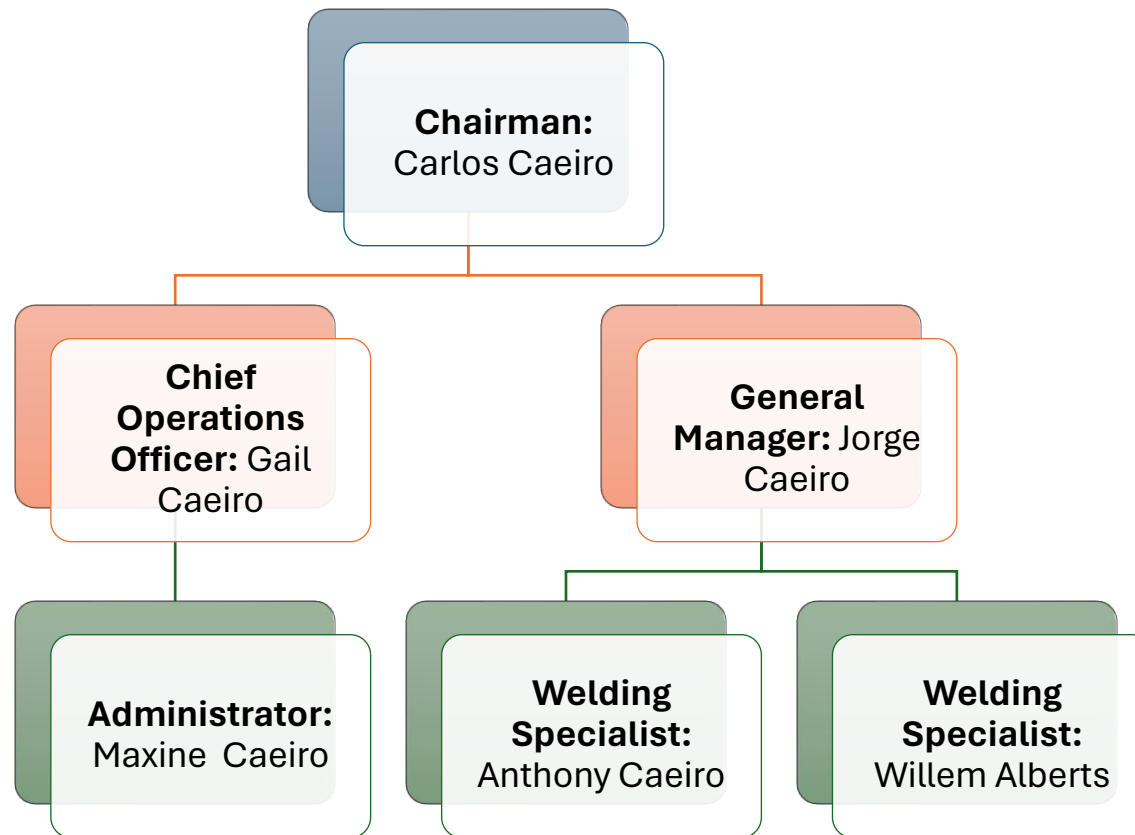 Chairman:
Carlos Caeiro
Chief
Operations
Officer: Gail
Caeiro
General
Manager: Jorge
Caeiro
Administrator:
Maxine  Caeiro
Welding
Specialist:
Anthony Caeiro
Welding
Specialist:
Willem Alberts